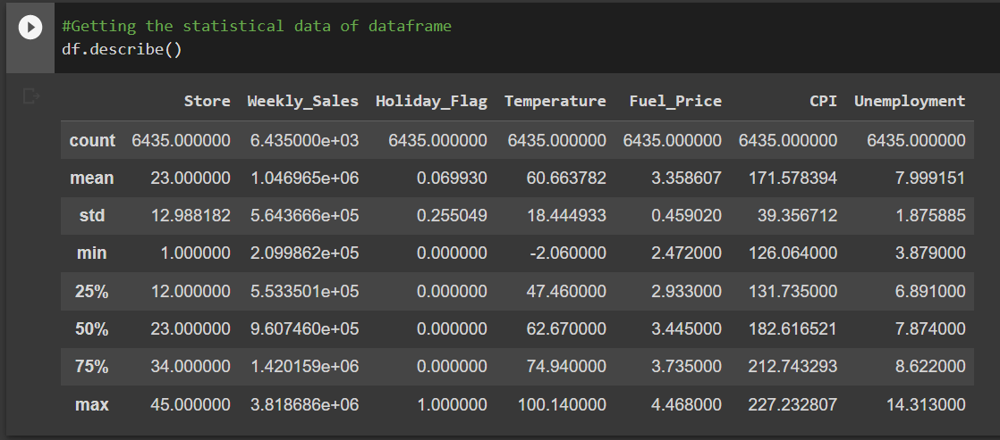 #Getting the statistical data of dataframe
df.describe()
Store Weekly_Sales Holiday_Flag Temperature Fuel_Price CPI Unemployment
count 6435.000000 6.435000e+03 6435.000000 6435.000000 6435.000000 6435.000000 6435.000000
mean 23.000000 1.046965e+06 0.069930 60.663782 3.358607 171.578394 7.999151
std 12.988182 5.643666e+05 0.255049 18.444933 0.459020 39.356712 1.875885
min 1.000000 2.099862e+05 0.000000 -2.060000 2.472000 126.064000 3.879000
25% 12.000000 5.533501e+05 0.000000 47.460000 2.933000 131.735000 6.891000
50% 23.000000 9.607460e+05 0.000000 62.670000 3.445000 182.616521 7.874000
75% 34.000000 1.420159e+06 0.000000 74.940000 3.735000 212.743293 8.622000
max 45.000000 3.818686e+06 1.000000 100.140000 4.468000 227.232807 14.313000